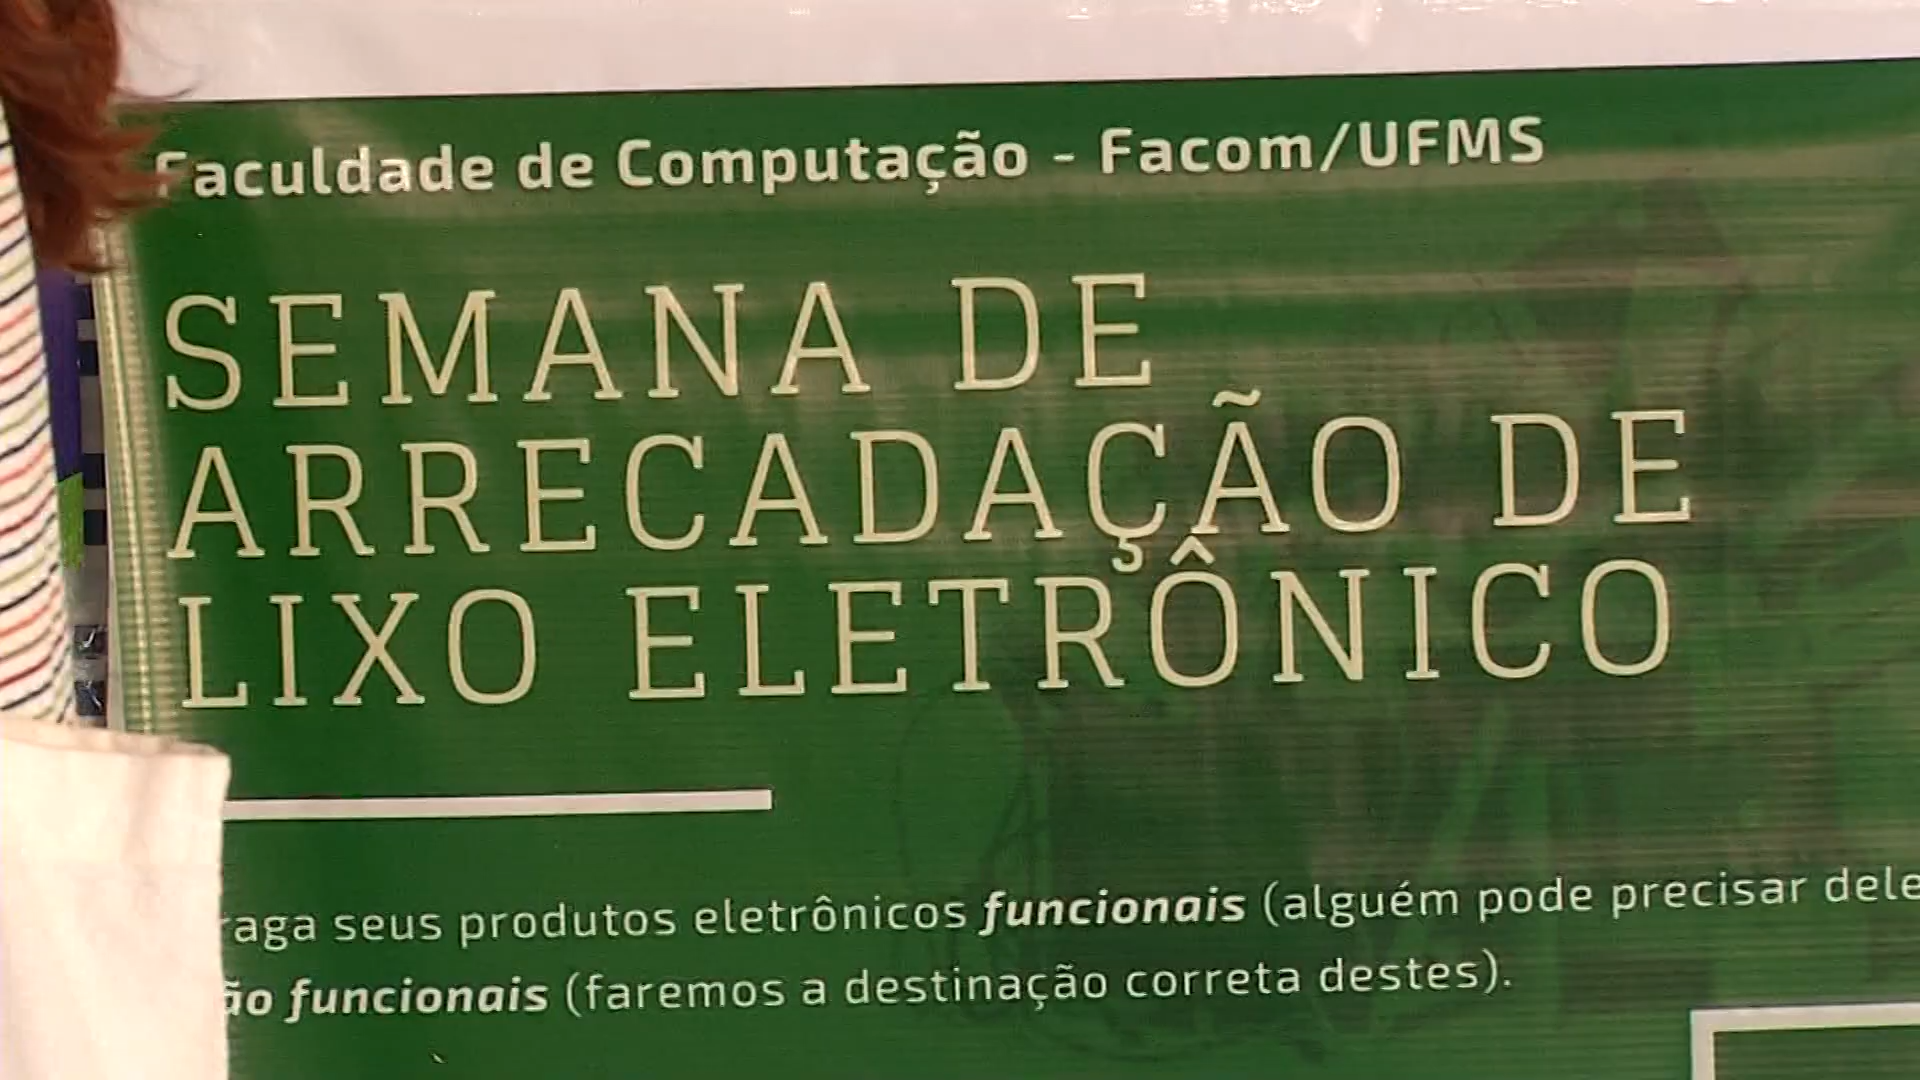 Faculdade de Computação - Facom/UFMS
SEMANA DE
ARRECADAÇÃO DE
LIXO ELETRÔNICO
raga seus produtos eletrônicos funcionais (alguém pode precisar dele
ão funcionais (faremos a destinação correta destes).